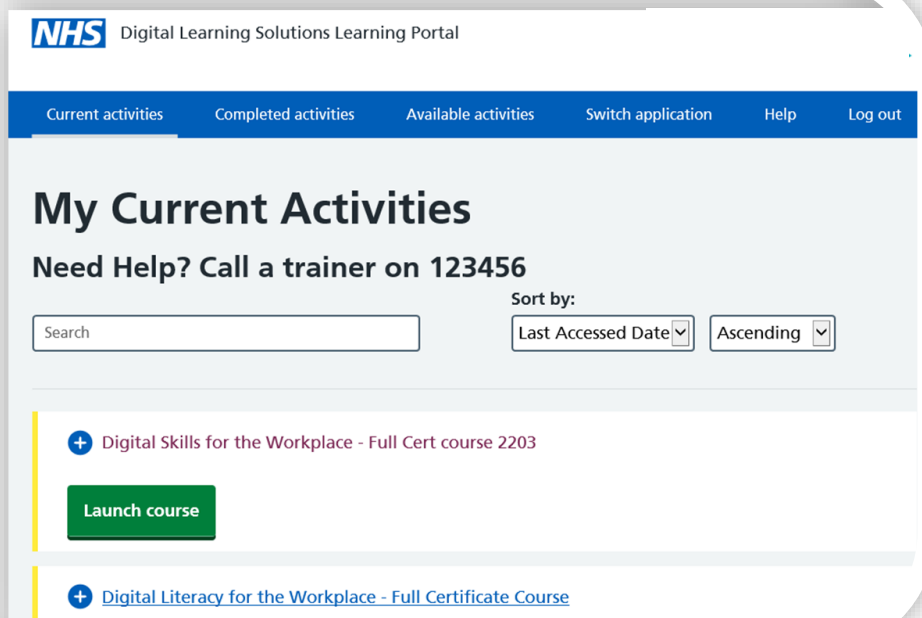 NHS Digital Learning Solutions Learning Portal
Current activities Completed activities Available activities Switch application Help Log out
My Current Activities
Need Help? Call a trainer on 123456
Sort by:
Search Last Accessed Date Ascending
Digital Skills for the Workplace - Full Cert course 2203
Launch course
Digital Literacy for the Workplace - Full Certificate Course